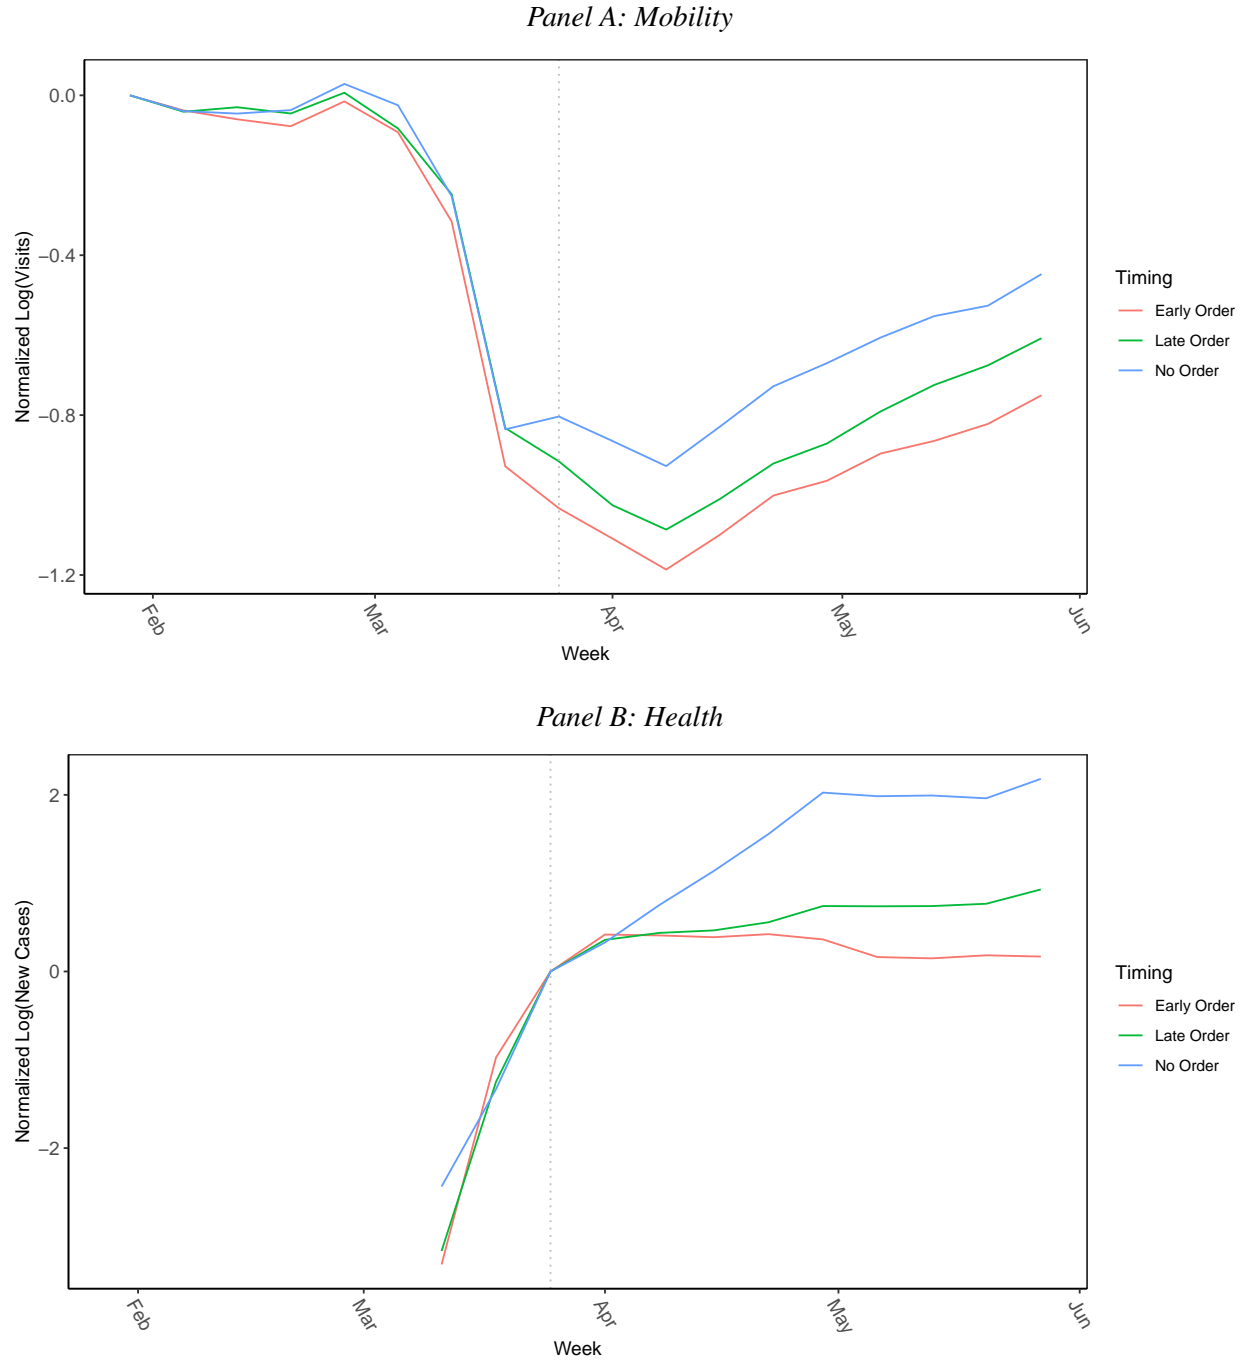 Panel A: Mobility
Normalized Log(Visits)
0.0
−0.4
−0.8
−1.2
Feb
Mar
Apr
May
Jun
Week
Timing
Early Order
Late Order
No Order
Panel B: Health
Normalized Log(New Cases)
2
0
−2
Feb
Mar
Apr
May
Jun
Week
Timing
Early Order
Late Order
No Order